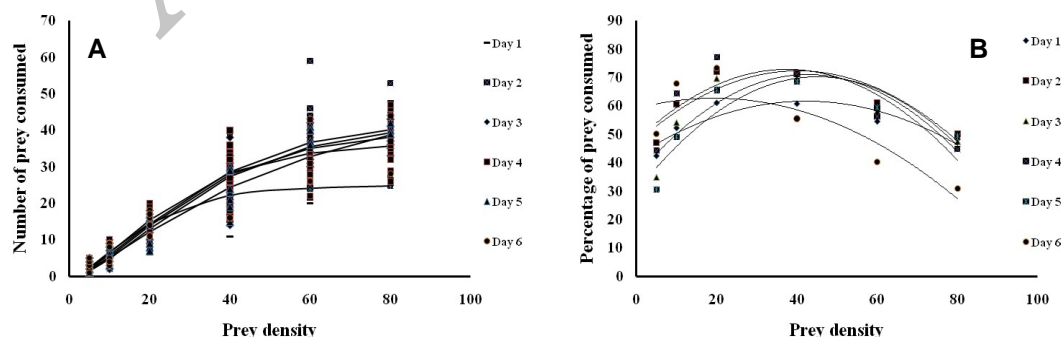 A
Number of prey consumed
70
60
50
40
30
20
10
0
0 20 40 60 80 100
Prey density
Day 1
Day 2
Day 3
Day 4
Day 5
Day 6
B
Percentage of prey consumed
90
80
70
60
50
40
30
20
10
0
0 20 40 60 80 100
Prey density
Day 1
Day 2
Day 3
Day 4
Day 5
Day 6